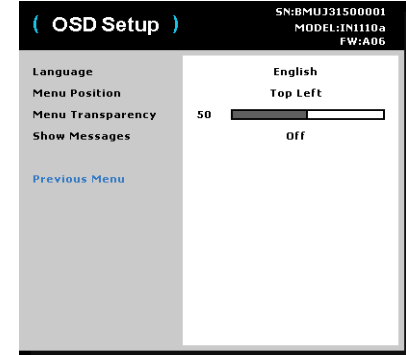 ( OSD Setup )
SN:BMUJ31500001
MODEL:IN1110a
FW:A06
Language English
Menu Position Top Left
Menu Transparency 50
Show Messages Off
Previous Menu